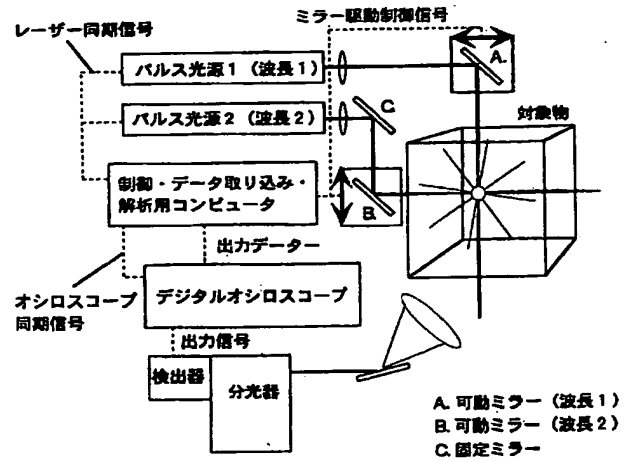 ミラー駆動制御信号
レーザー同期信号
A.
パルス光源1(波長1)
C.
対象物
パルス光源2(波長2)
制御・データ取り込み・
解析用コンピュータ
B.
出力データー
オシロスコープ
同期信号
デジタルオシロスコープ
出力信号
検出器
分光器
A. 可動ミラー(波長1)
B. 可動ミラー(波長2)
C. 固定ミラー